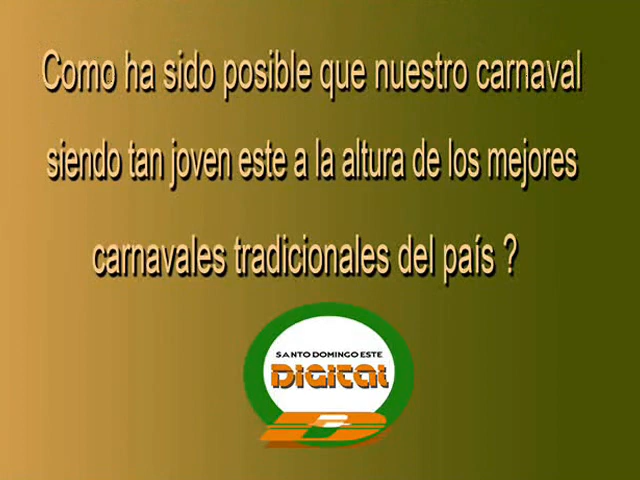 Como ha sido posible que nuestro carnaval
siendo tan joven este a la altura de los mejores
carnavales tradicionales del país ?
SANTO DOMINGO ESTE
DIGITAL
D